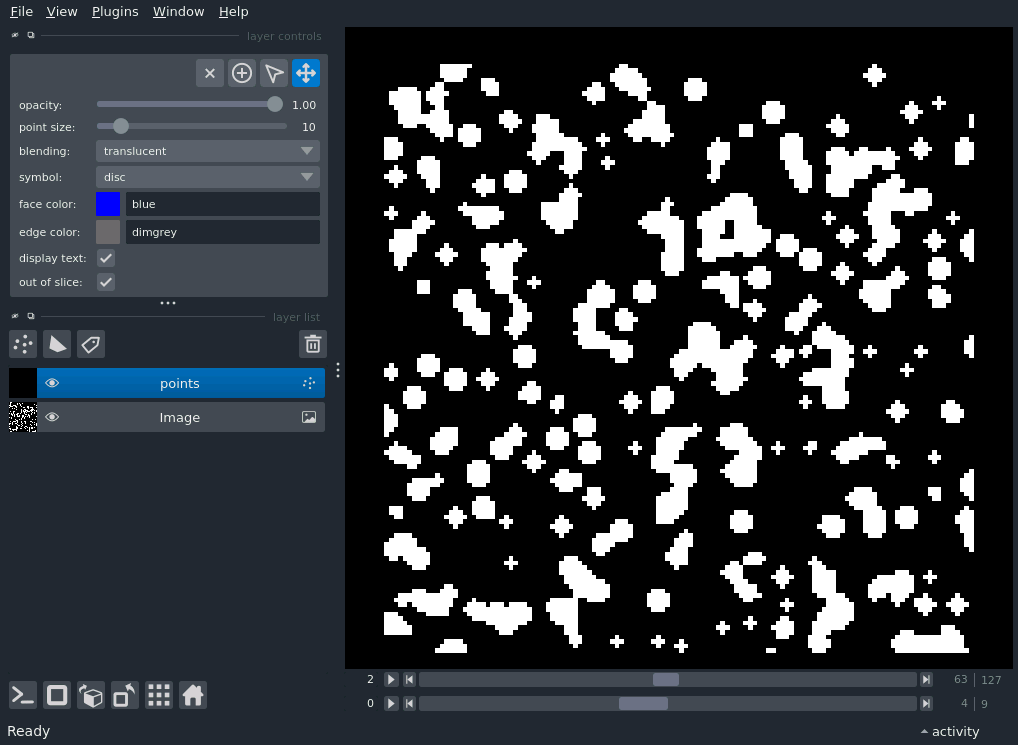 File View Plugins Window Help
layer controls
opacity: 1.00
point size: 10
blending: translucent
symbol: disc
face color: blue
edge color: dimgrey
display text:
out of slice:
layer list
points
Image
2 63 127
0 4 9
Ready activity